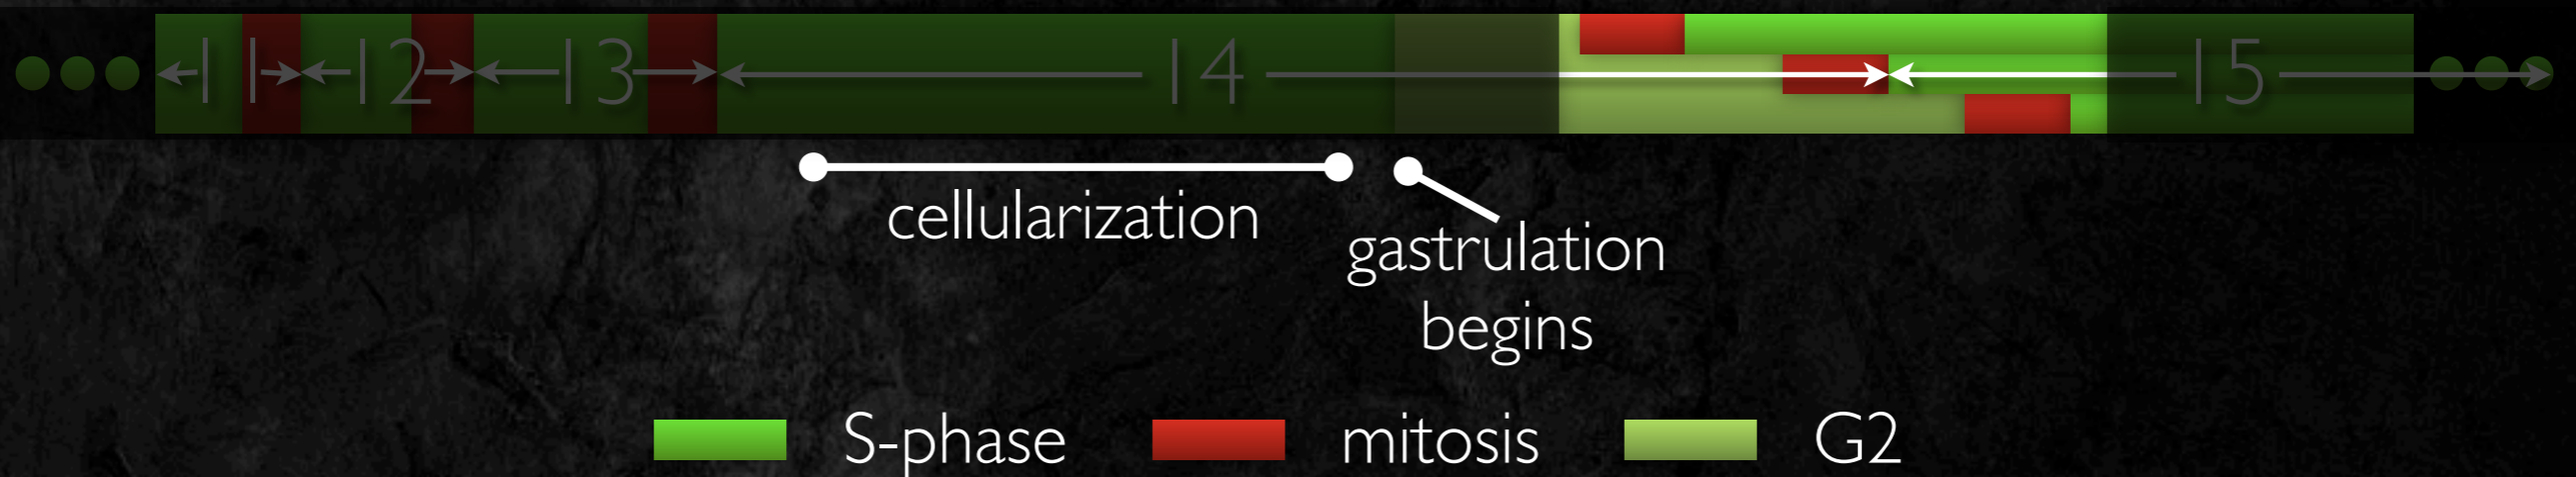 11 12 13 14 15
cellularization
gastrulation
begins
S-phase mitosis G2